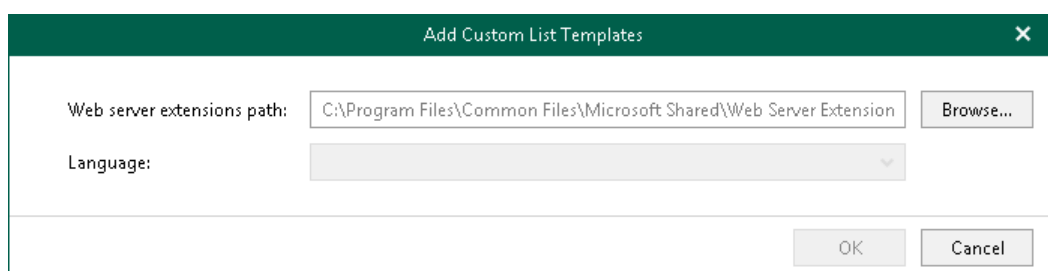 Add Custom List Templates
Web server extensions path: C:\Program Files\Common Files\Microsoft Shared\Web Server Extension Browse...
Language:
OK Cancel